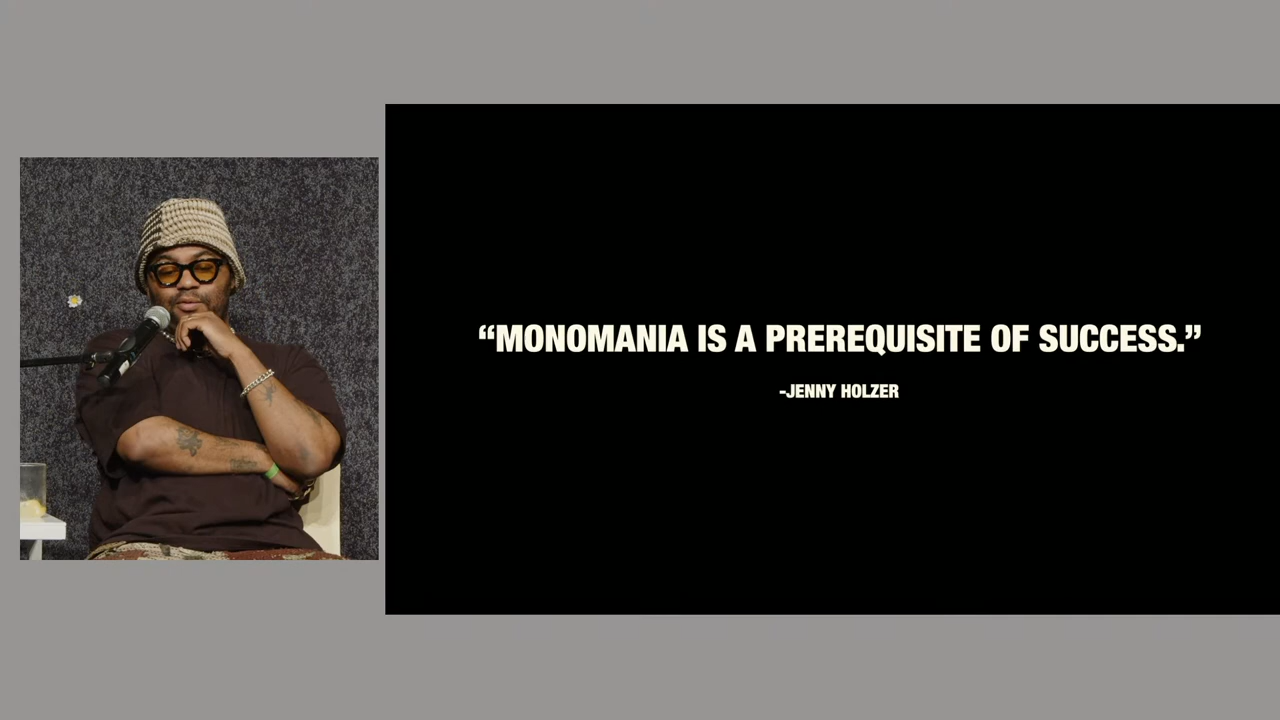 “MONOMANIA IS A PREREQUISITE OF SUCCESS.”
-JENNY HOLZER